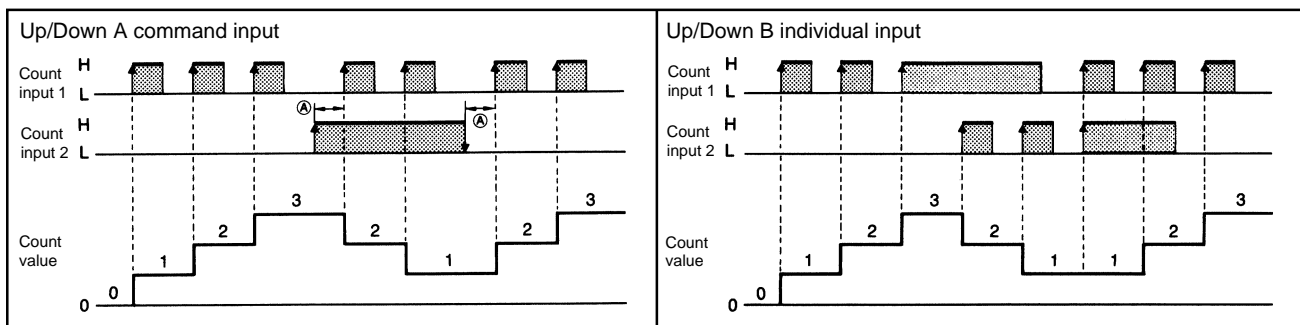 Up/Down A command input
Count input 1
H
L
Ⓐ
Ⓐ
Count input 2
H
L
3
3
2
2
2
1
1
Count value
0
0
Up/Down B individual input
Count input 1
H
L
Count input 2
H
L
3
3
2
2
2
1
1
1
Count value
0
0